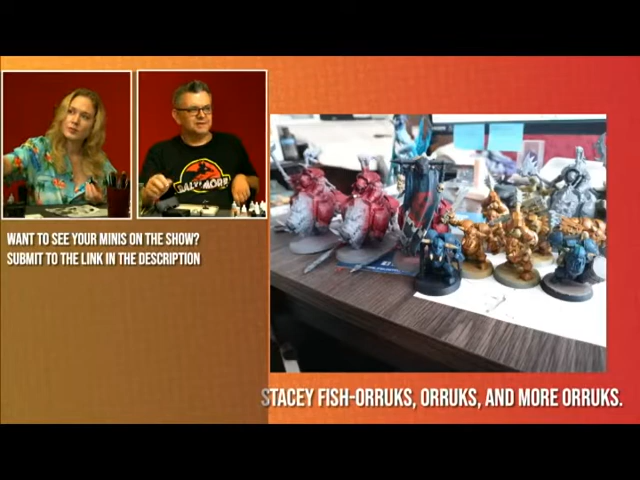 BALTIMORE
WANT TO SEE YOUR MINIS ON THE SHOW?
SUBMIT TO THE LINK IN THE DESCRIPTION
STACEY FISH-ORRUKS, ORRUKS, AND MORE ORRUKS.